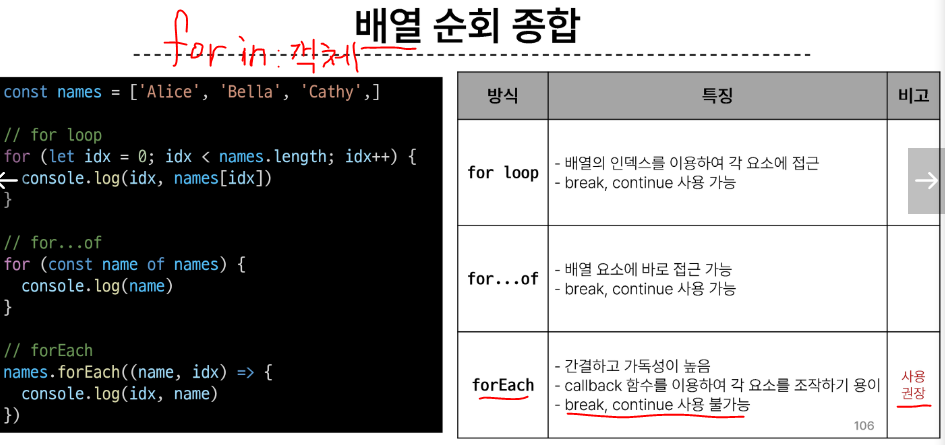 배열 순회 종합
for in : 객체
const names = ['Alice', 'Bella', 'Cathy',]
// for loop
for (let idx = 0; idx < names.length; idx++) {
console.log(idx, names[idx])
}
// for...of
for (const name of names) {
console.log(name)
}
// forEach
names.forEach((name, idx) => {
console.log(idx, name)
})
방식 특징 비고
for loop
- 배열의 인덱스를 이용하여 각 요소에 접근
- break, continue 사용 가능
for...of
- 배열 요소에 바로 접근 가능
- break, continue 사용 가능
forEach
- 간결하고 가독성이 높음
- callback 함수를 이용하여 각 요소를 조작하기 용이
- break, continue 사용 불가능
사용
권장
106